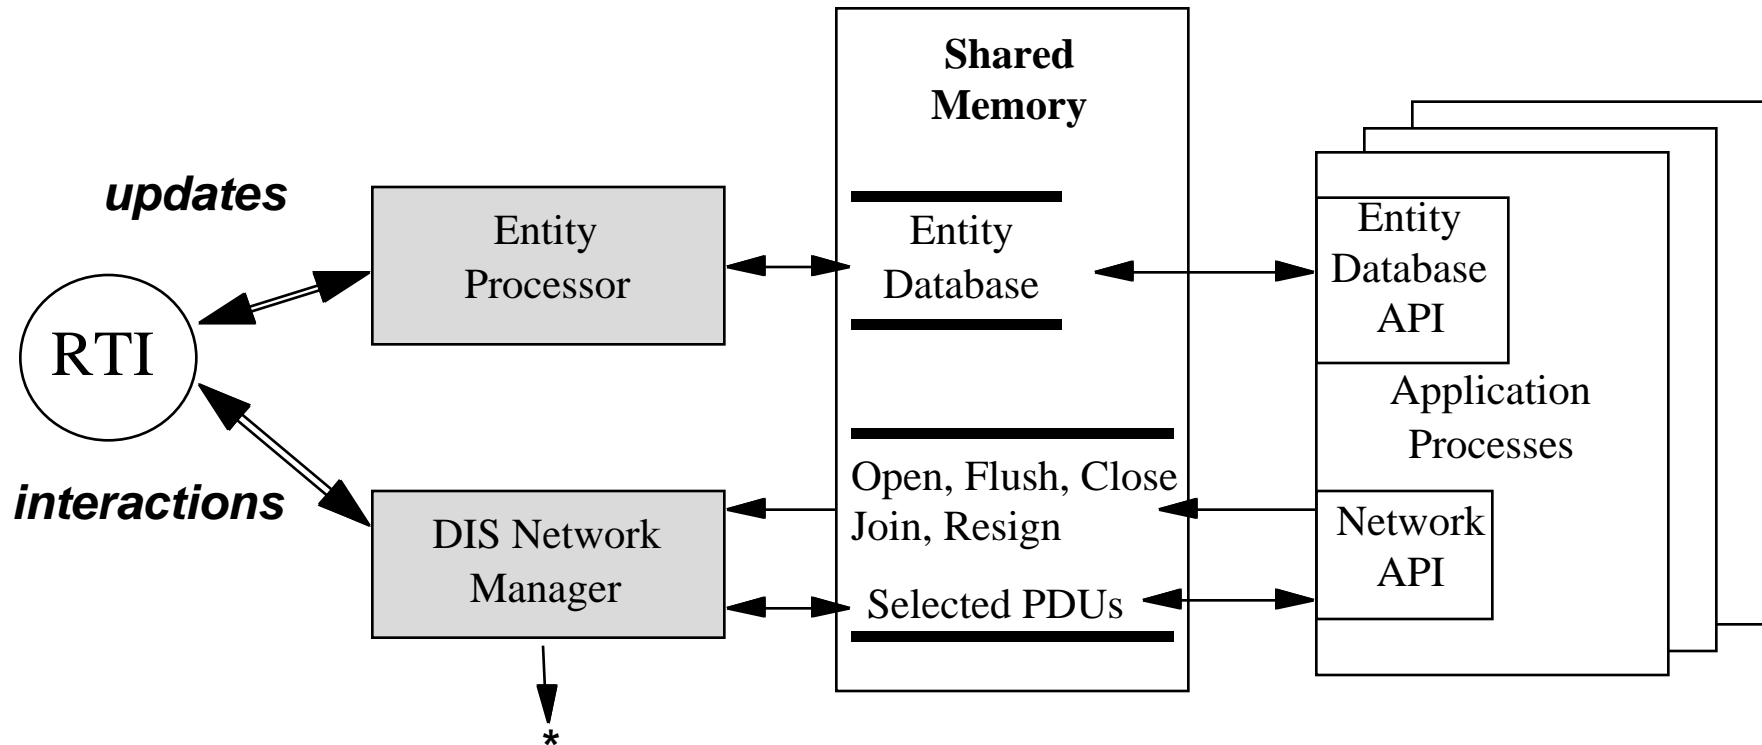 updates
RTI
interactions
Entity
Processor
DIS Network
Manager
*
Shared
Memory
Entity
Database
Open, Flush, Close
Join, Resign
Selected PDUs
Entity
Database
API
Application
Processes
Network
API